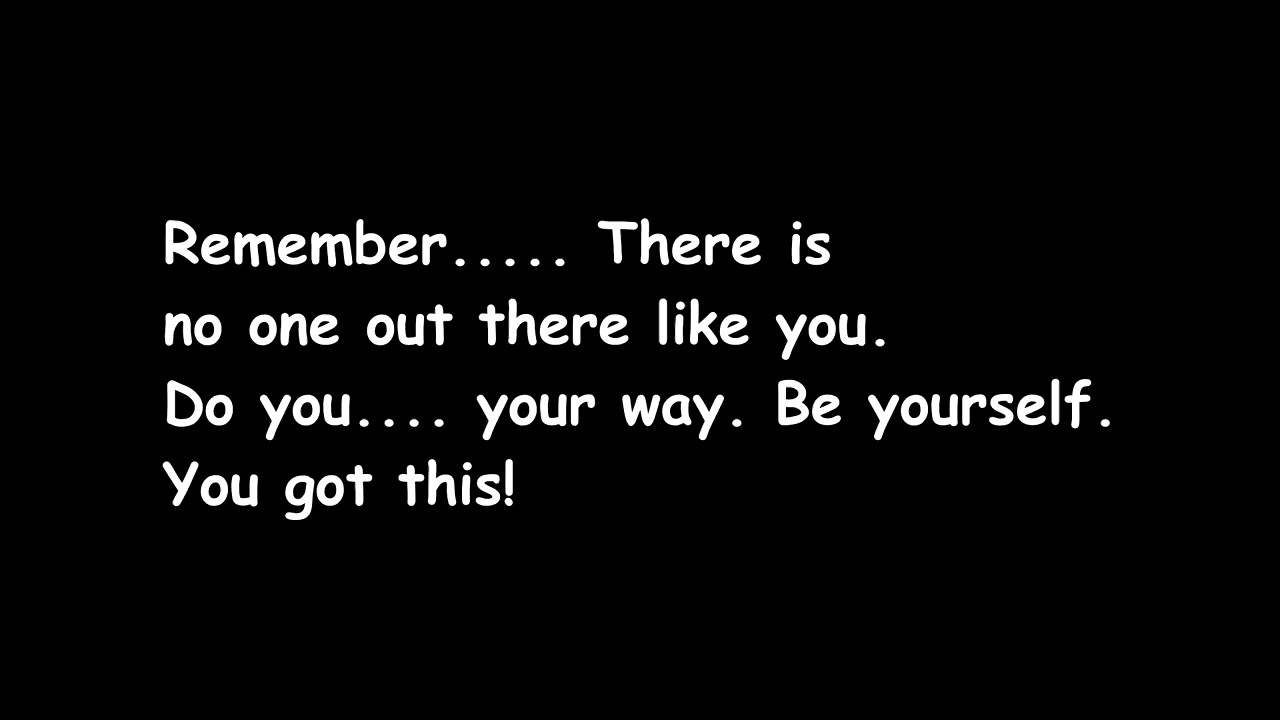 Remember..... There is
no one out there like you.
Do you.... your way. Be yourself.
You got this!